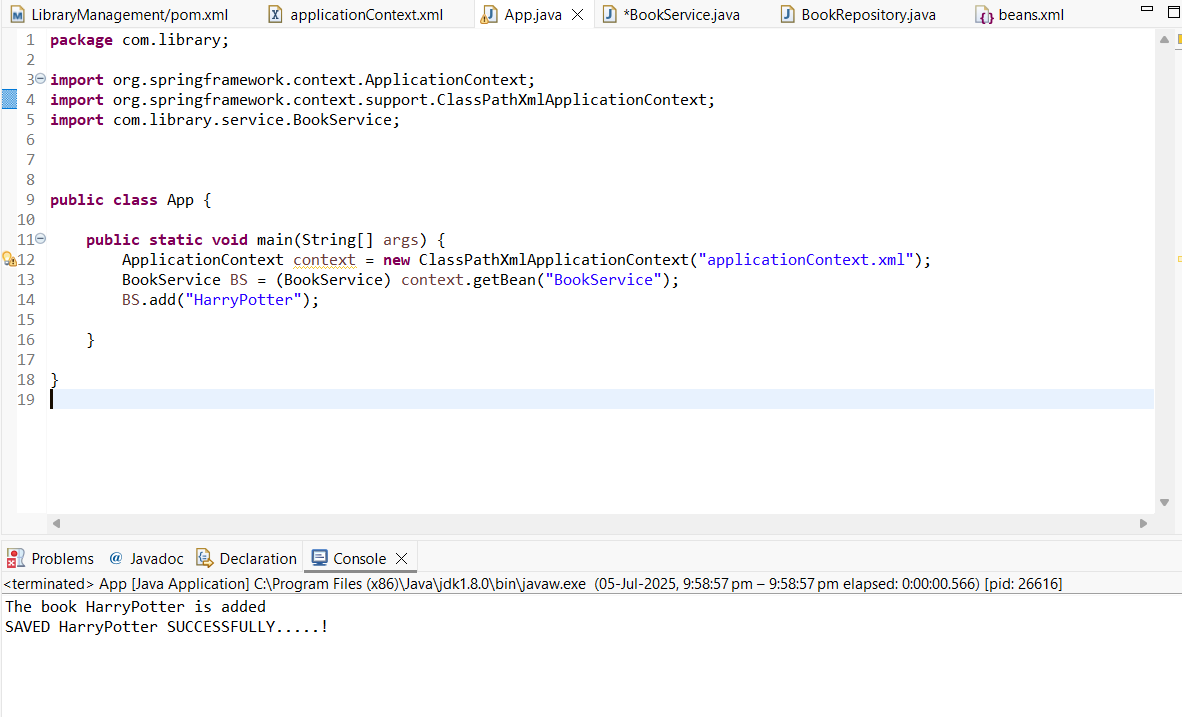 LibraryManagement/pom.xml applicationContext.xml App.java *BookService.java BookRepository.java beans.xml
1 package com.library;
2
3 import org.springframework.context.ApplicationContext;
4 import org.springframework.context.support.ClassPathXmlApplicationContext;
5 import com.library.service.BookService;
6
7
8
9 public class App {
10
11 public static void main(String[] args) {
12 ApplicationContext context = new ClassPathXmlApplicationContext("applicationContext.xml");
13 BookService BS = (BookService) context.getBean("BookService");
14 BS.add("HarryPotter");
15
16 }
17
18 }
19
Problems @ Javadoc Declaration Console
<terminated> App [Java Application] C:\Program Files (x86)\Java\jdk1.8.0\bin\javaw.exe (05-Jul-2025, 9:58:57 pm – 9:58:57 pm elapsed: 0:00:00.566) [pid: 26616]
The book HarryPotter is added
SAVED HarryPotter SUCCESSFULLY.....!